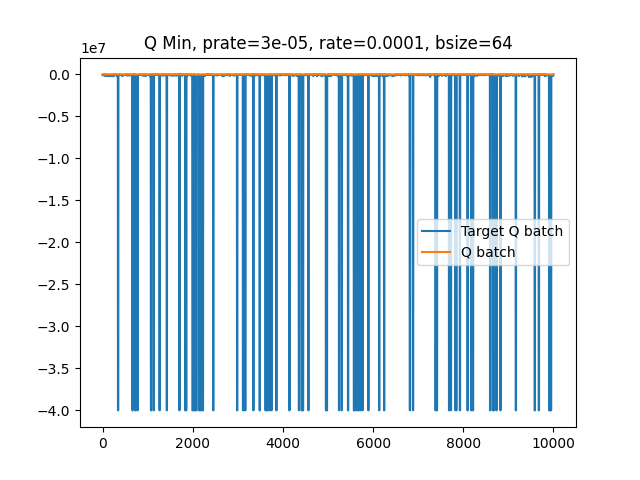 Q Min, prate=3e-05, rate=0.0001, bsize=64
1e7
0.0
−0.5
−1.0
−1.5
−2.0
−2.5
−3.0
−3.5
−4.0
Target Q batch
Q batch
0 2000 4000 6000 8000 10000